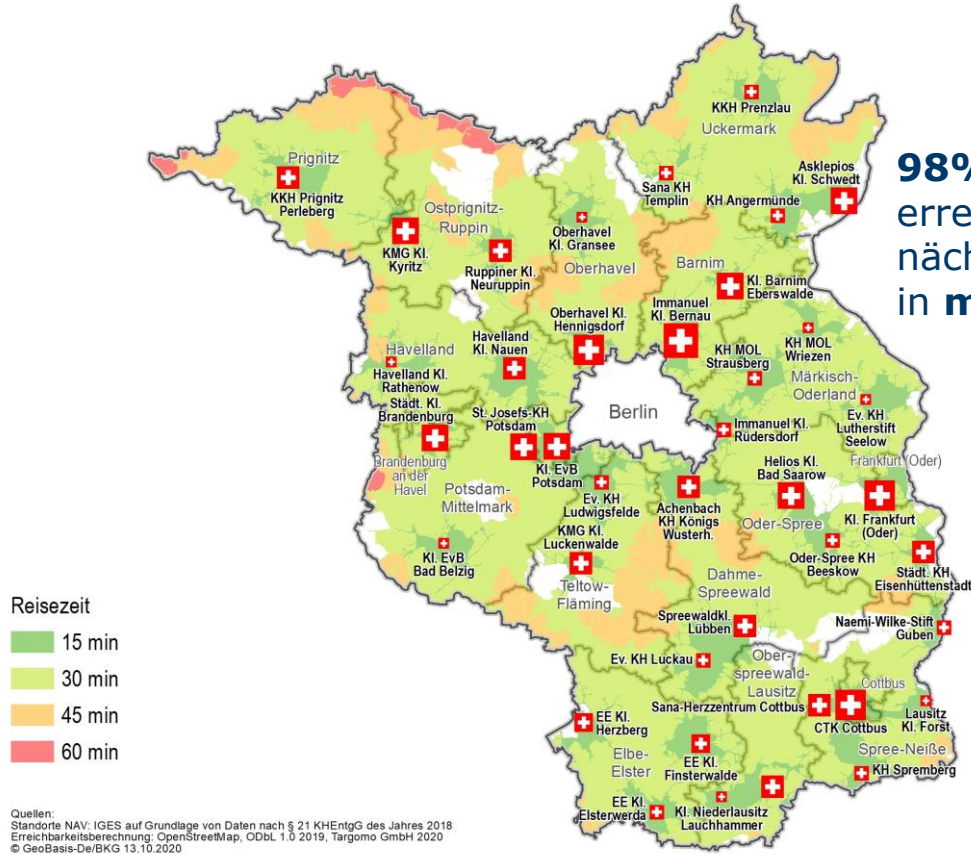 KKH Prenzlau
Uckermark
Prignitz
KKH Prignitz
Perleberg
Ostprignitz-
Ruppin
KMG Kl.
Kyritz
Ruppiner Kl.
Neuruppin
Oberhavel
Kl. Gransee
Oberhavel
Sana KH
Templin
KH Angermünde
Asklepios
Kl. Schwedt
98%
erre
näch
in m
Barnim
Kl. Barnim
Eberswalde
Oberhavel Kl.
Hennigsdorf
Immanuel
Kl. Bernau
Havelland
Kl. Nauen
Havelland
Havelland Kl.
Rathenow
KH MOL
Strausberg
KH MOL
Wriezen
Märkisch-
Oderland
Ev. KH
Lutherstift
Seelow
Städt. Kl.
Brandenburg
St. Josefs-KH
Potsdam
Berlin
Immanuel Kl.
Rüdersdorf
Brandenburg
an der
Havel
Kl. EvB
Potsdam
Potsdam-
Mittelmark
Ev. KH
Ludwigsfelde
Achenbach
KH Königs
Wusterh.
Helios Kl.
Bad Saarow
Frankfurt (Oder)
Kl. Frankfurt
(Oder)
Oder-Spree
Kl. EvB
Bad Belzig
KMG Kl.
Luckenwalde
Teltow-
Fläming
Oder-Spree KH
Beeskow
Städt. KH
Eisenhüttenstadt
Dahme-
Spreewald
Spreewaldkl.
Lübben
Naemi-Wilke-Stift
Guben
Ev. KH Luckau
Ober-
spreewald-
Lausitz
Sana-Herzzentrum Cottbus
Cottbus
CTK Cottbus
Lausitz
Kl. Forst
Spree-Neiße
KH Spremberg
EE Kl.
Herzberg
Elbe-
Elster
EE Kl.
Finsterwalde
EE Kl.
Elsterwerda
Kl. Niederlausitz
Lauchhammer
Reisezeit
15 min
30 min
45 min
60 min
Quellen:
Standorte NAV: IGES auf Grundlage von Daten nach § 21 KHEntgG des Jahres 2018
Erreichbarkeitsberechnung: OpenStreetMap, ODbL 1.0 2019, Targomo GmbH 2020
© GeoBasis-De/BKG 13.10.2020